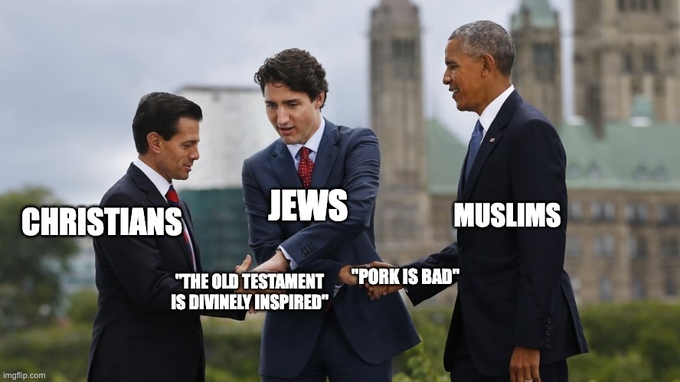 CHRISTIANS
JEWS
MUSLIMS
"THE OLD TESTAMENT
IS DIVINELY INSPIRED"
"PORK IS BAD"
imgflip.com